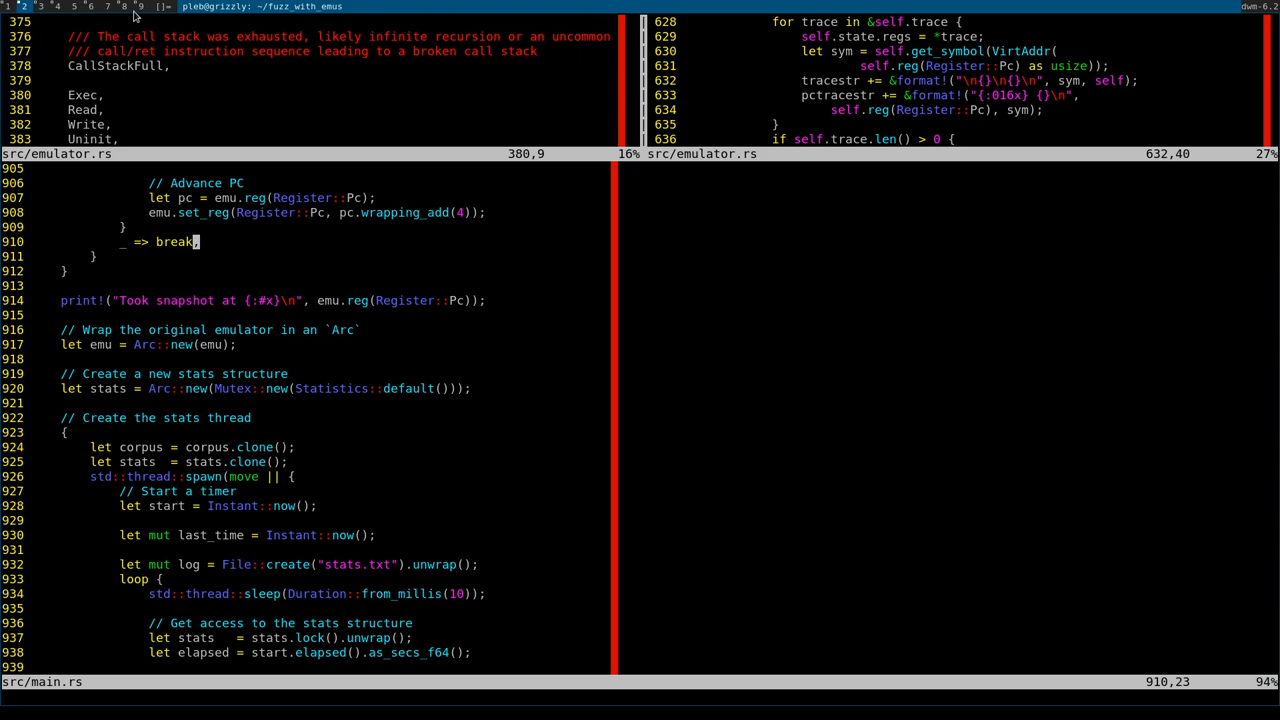 1 2 3 4 5 6 7 8 9 []= pleb@grizzly: ~/fuzz_with_emus dwm-6.2
375
376 /// The call stack was exhausted, likely infinite recursion or an uncommon
377 /// call/ret instruction sequence leading to a broken call stack
378 CallStackFull,
379
380 Exec,
381 Read,
382 Write,
383 Uninit,
src/emulator.rs 380,9 16%
628 for trace in &self.trace {
629 self.state.regs = *trace;
630 let sym = self.get_symbol(VirtAddr(
631 self.reg(Register::Pc) as usize));
632 tracestr += &format!("\n{}\n{}\n", sym, self);
633 pctracestr += &format!("{:016x} {}\n",
634 self.reg(Register::Pc), sym);
635 }
636 if self.trace.len() > 0 {
src/emulator.rs 632,40 27%
905
906 // Advance PC
907 let pc = emu.reg(Register::Pc);
908 emu.set_reg(Register::Pc, pc.wrapping_add(4));
909 }
910 _ => break,
911 }
912 }
913
914 print!("Took snapshot at {:#x}\n", emu.reg(Register::Pc));
915
916 // Wrap the original emulator in an `Arc`
917 let emu = Arc::new(emu);
918
919 // Create a new stats structure
920 let stats = Arc::new(Mutex::new(Statistics::default()));
921
922 // Create the stats thread
923 {
924 let corpus = corpus.clone();
925 let stats  = stats.clone();
926 std::thread::spawn(move || {
927 // Start a timer
928 let start = Instant::now();
929
930 let mut last_time = Instant::now();
931
932 let mut log = File::create("stats.txt").unwrap();
933 loop {
934 std::thread::sleep(Duration::from_millis(10));
935
936 // Get access to the stats structure
937 let stats   = stats.lock().unwrap();
938 let elapsed = start.elapsed().as_secs_f64();
939
src/main.rs 910,23 94%